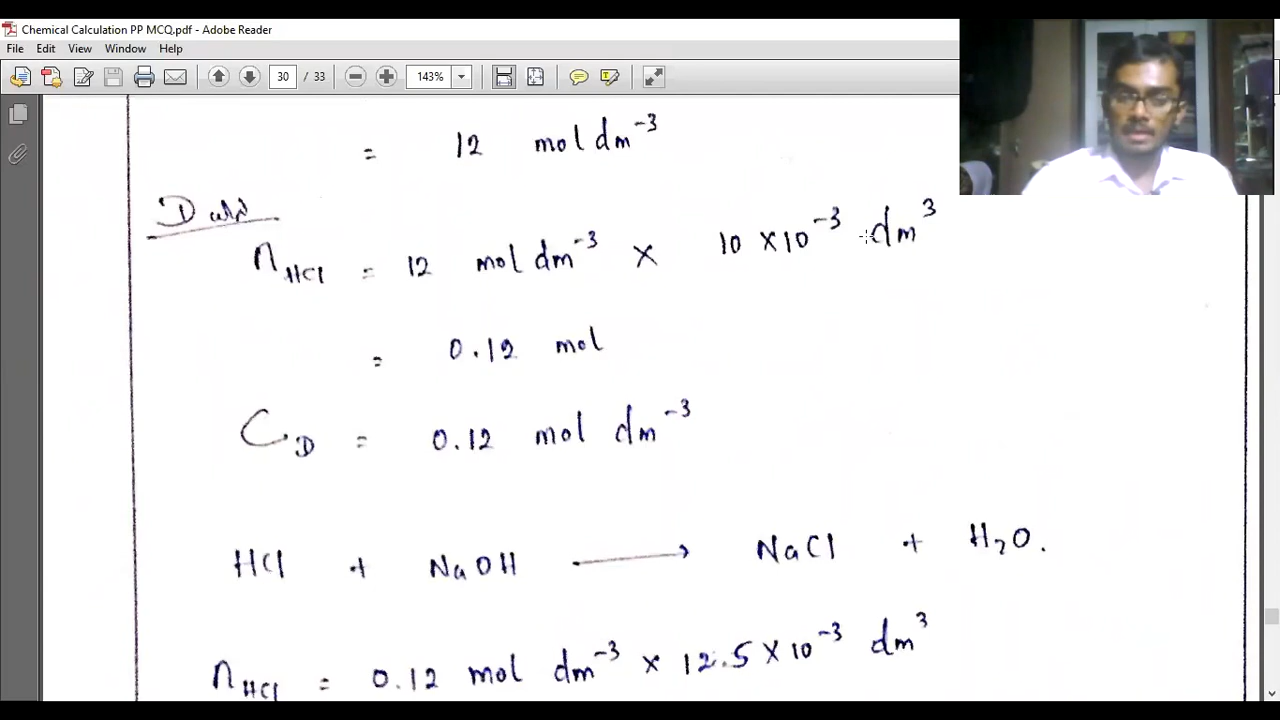 Chemical Calculation PP MCQ.pdf - Adobe Reader
File Edit View Window Help
30 / 33 143%
= 12 mol dm⁻³
D
n_HCl = 12 mol dm⁻³ × 10 × 10⁻³ dm³
= 0.12 mol
C_D = 0.12 mol dm⁻³
HCl + NaOH ⟶ NaCl + H₂O.
n_HCl = 0.12 mol dm⁻³ × 12.5 × 10⁻³ dm³